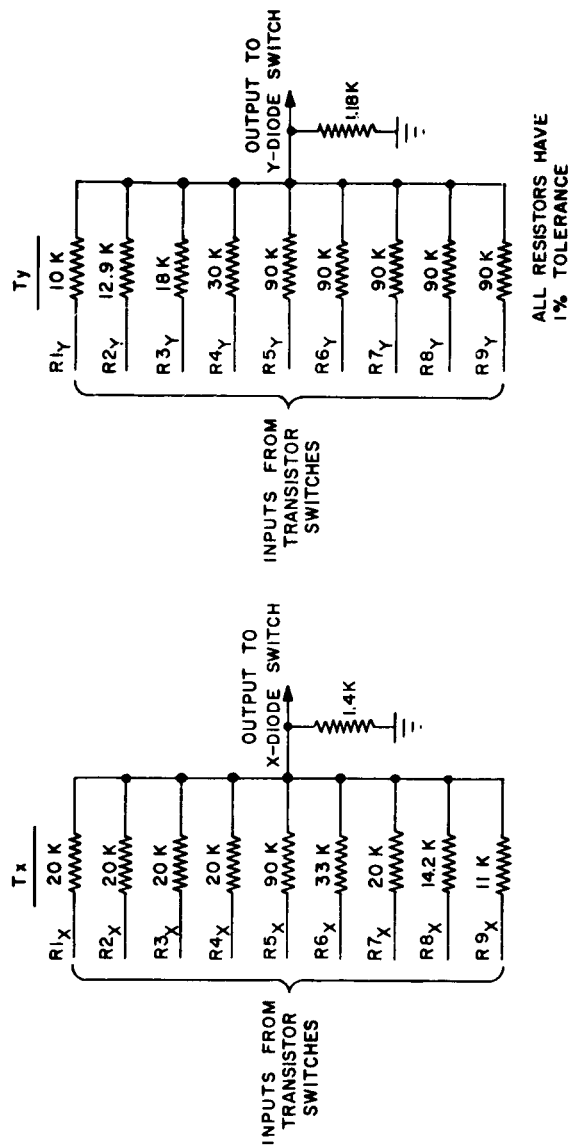 Tx
R1X 20 K
R2X 20 K
R3X 20 K
R4X 20 K
R5X 90 K
R6X 33 K
R7X 20 K
R8X 14.2 K
R9X 11 K
INPUTS FROM
TRANSISTOR
SWITCHES
OUTPUT TO
X-DIODE SWITCH
1.4K
Ty
R1Y 10 K
R2Y 12.9 K
R3Y 18 K
R4Y 30 K
R5Y 90 K
R6Y 90 K
R7Y 90 K
R8Y 90 K
R9Y 90 K
INPUTS FROM
TRANSISTOR
SWITCHES
OUTPUT TO
Y-DIODE SWITCH
1.18K
ALL RESISTORS HAVE
1% TOLERANCE